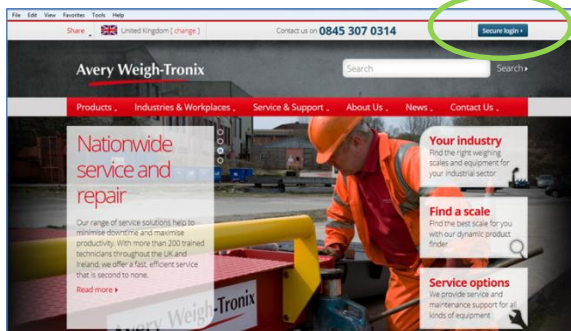 File Edit View Favorites Tools Help
Share United Kingdom [ change ] Contact us on 0845 307 0314 Secure login
Avery Weigh-Tronix Search Search
Products Industries & Workplaces Service & Support About Us News Contact Us
Nationwide
service and
repair
Our range of service solutions help to
minimise downtime and maximise
productivity. With more than 200 trained
technicians throughout the UK and
Ireland, we offer a fast, efficient service
that is second to none.
Read more
Your industry
Find the right weighing
scales and equipment for
your industrial sector
Find a scale
Find the best scale for you
with our dynamic product
finder
Service options
We provide service and
maintenance support for all
kinds of equipment
Avery Weigh-Tronix